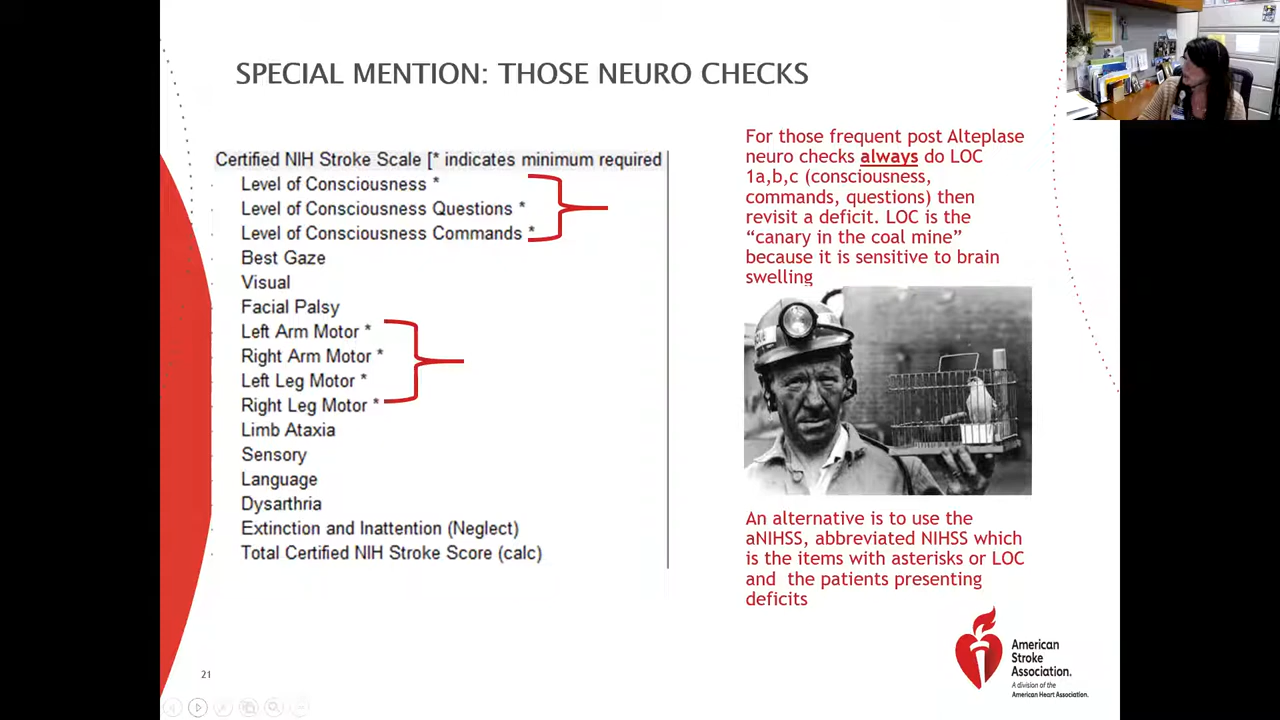 SPECIAL MENTION: THOSE NEURO CHECKS
Certified NIH Stroke Scale [* indicates minimum required
Level of Consciousness *
Level of Consciousness Questions *
Level of Consciousness Commands *
Best Gaze
Visual
Facial Palsy
Left Arm Motor *
Right Arm Motor *
Left Leg Motor *
Right Leg Motor *
Limb Ataxia
Sensory
Language
Dysarthria
Extinction and Inattention (Neglect)
Total Certified NIH Stroke Score (calc)
For those frequent post Alteplase
neuro checks always do LOC
1a,b,c (consciousness,
commands, questions) then
revisit a deficit. LOC is the
“canary in the coal mine”
because it is sensitive to brain
swelling
An alternative is to use the
aNIHSS, abbreviated NIHSS which
is the items with asterisks or LOC
and the patients presenting
deficits
American
Stroke
Association.
A division of the
American Heart Association.
21